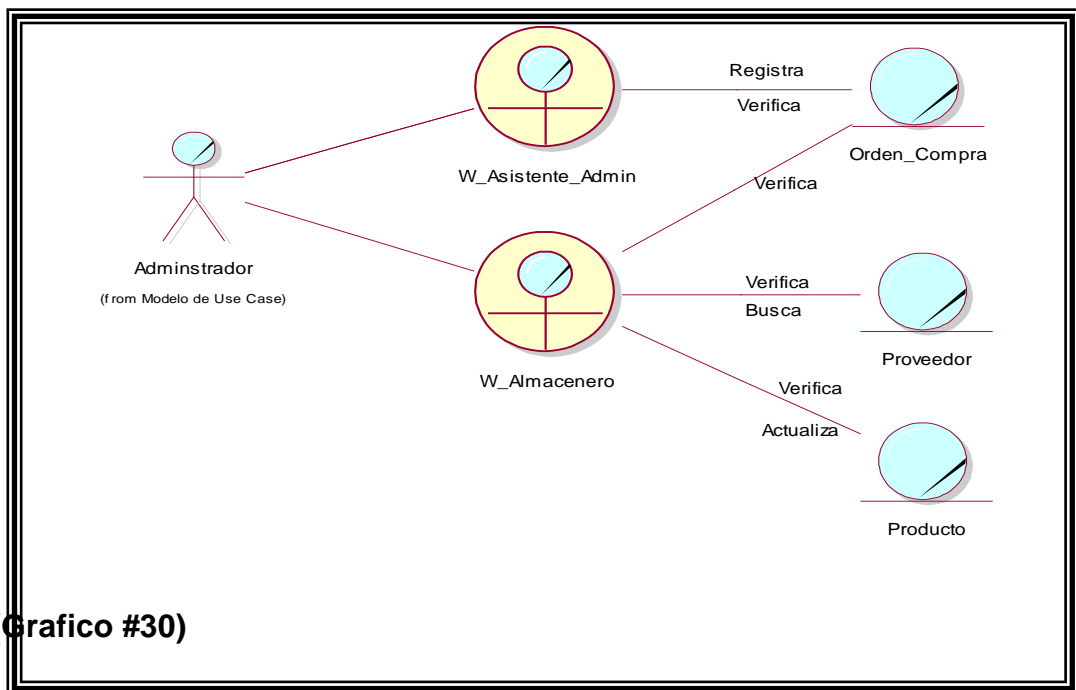 Registra
Verifica
Orden_Compra
W_Asistente_Admin
Verifica
Adminstrador
(from Modelo de Use Case)
Verifica
Busca
Proveedor
W_Almacenero
Verifica
Actualiza
Producto
(Grafico #30)